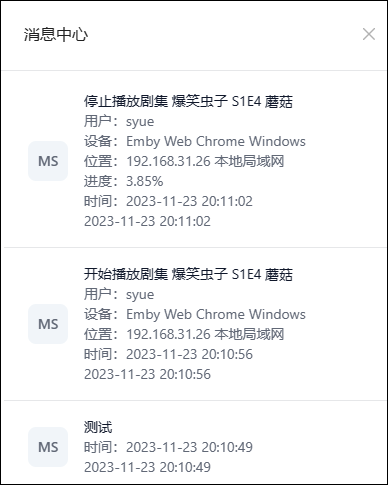 消息中心
停止播放剧集 爆笑虫子 S1E4 蘑菇
用户：syue
设备：Emby Web Chrome Windows
MS
位置：192.168.31.26 本地局域网
进度：3.85%
时间：2023-11-23 20:11:02
2023-11-23 20:11:02
开始播放剧集 爆笑虫子 S1E4 蘑菇
用户：syue
设备：Emby Web Chrome Windows
MS
位置：192.168.31.26 本地局域网
时间：2023-11-23 20:10:56
2023-11-23 20:10:56
测试
MS
时间：2023-11-23 20:10:49
2023-11-23 20:10:49